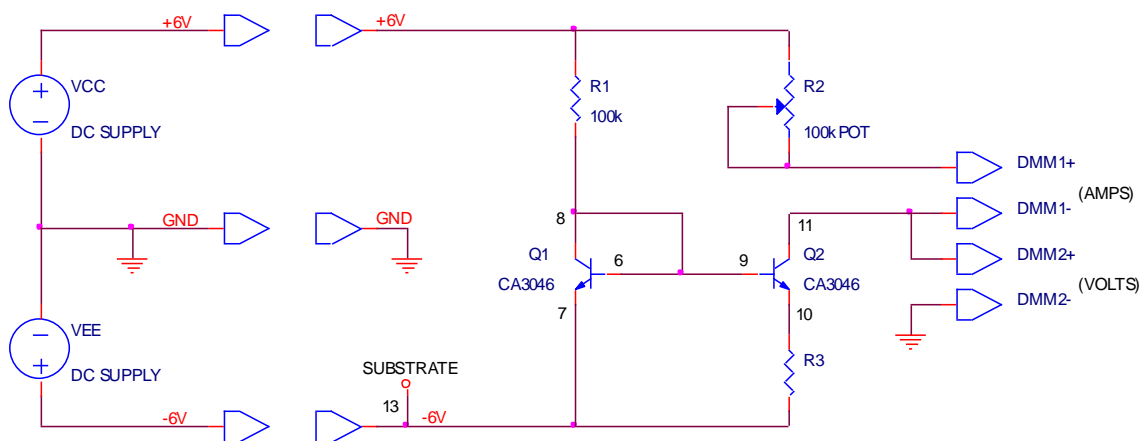 +6V
+6V
VCC
+
−
DC SUPPLY
R1
100k
R2
100k POT
DMM1+
(AMPS)
GND
GND
8
11
DMM1-
Q1
6
9
Q2
DMM2+
CA3046
CA3046
(VOLTS)
7
10
DMM2-
VEE
−
+
DC SUPPLY
SUBSTRATE
R3
13
-6V
-6V